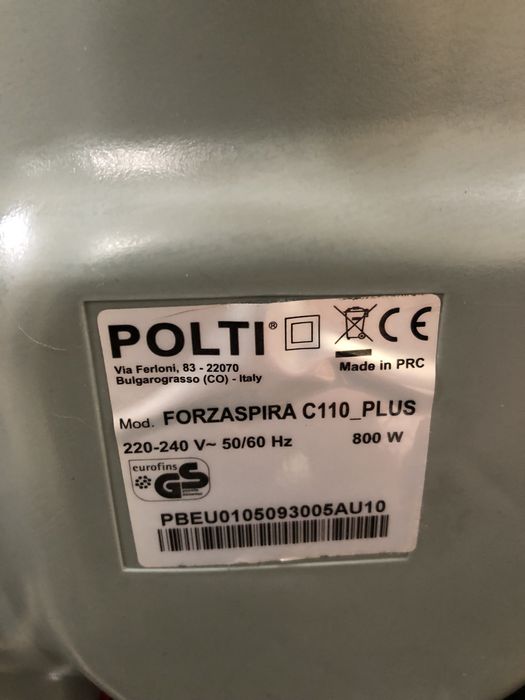 POLTI®
CE
Via Ferloni, 83 - 22070
Bulgarograsso (CO) - Italy
Made in PRC
Mod. FORZASPIRA C110_PLUS
220-240 V~ 50/60 Hz
800 W
eurofins
GS
PBEU0105093005AU10